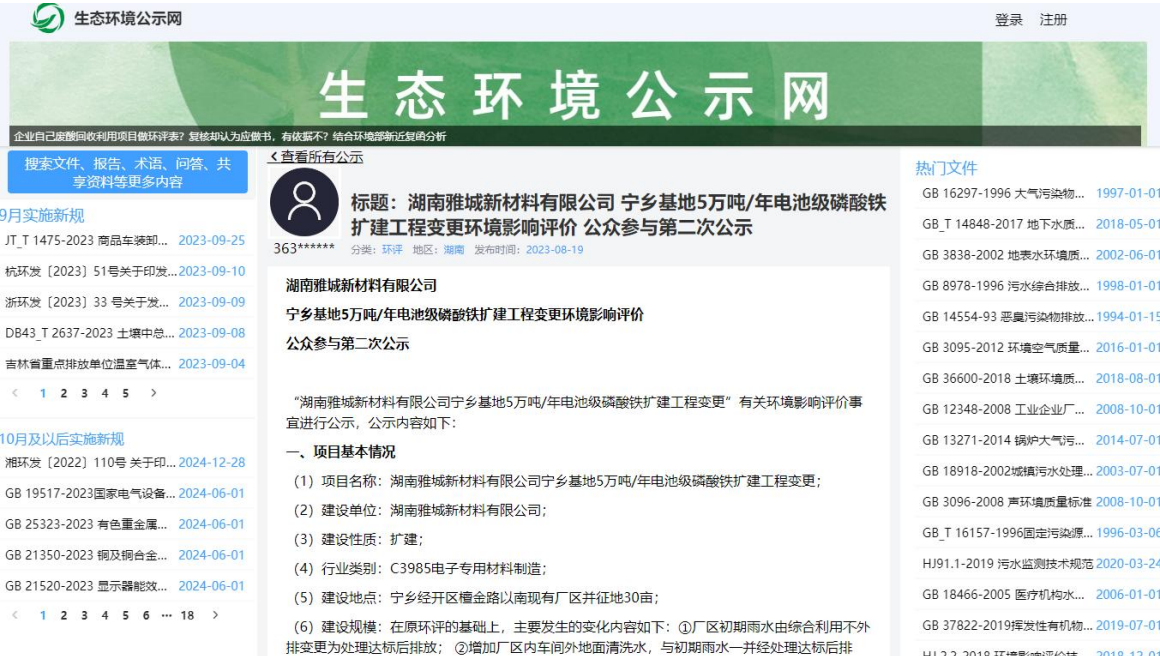 生态环境公示网
登录 注册
生态环境公示网
企业自己废酸回收利用项目做环评表？复核却认为应做书，有依据不？结合环境部新近复函分析
搜索文件、报告、术语、问答、共
享资料等更多内容
9月实施新规
JT_T 1475-2023 商品车装卸... 2023-09-25
杭环发〔2023〕51号关于印发... 2023-09-10
浙环发〔2023〕33 号关于发... 2023-09-09
DB43_T 2637-2023 土壤中总... 2023-09-08
吉林省重点排放单位温室气体... 2023-09-04
< 1 2 3 4 5 >
10月及以后实施新规
湘环发〔2022〕110号 关于印... 2024-12-28
GB 19517-2023国家电气设备... 2024-06-01
GB 25323-2023 有色重金属... 2024-06-01
GB 21350-2023 铜及铜合金... 2024-06-01
GB 21520-2023 显示器能效... 2024-06-01
< 1 2 3 4 5 6 ··· 18 >
<查看所有公示
363******
标题：湖南雅城新材料有限公司 宁乡基地5万吨/年电池级磷酸铁
扩建工程变更环境影响评价 公众参与第二次公示
分类：环评 地区：湖南 发布时间：2023-08-19
湖南雅城新材料有限公司
宁乡基地5万吨/年电池级磷酸铁扩建工程变更环境影响评价
公众参与第二次公示
“湖南雅城新材料有限公司宁乡基地5万吨/年电池级磷酸铁扩建工程变更”有关环境影响评价事
宜进行公示，公示内容如下：
一、项目基本情况
（1）项目名称：湖南雅城新材料有限公司宁乡基地5万吨/年电池级磷酸铁扩建工程变更；
（2）建设单位：湖南雅城新材料有限公司；
（3）建设性质：扩建；
（4）行业类别：C3985电子专用材料制造；
（5）建设地点：宁乡经开区檀金路以南现有厂区并征地30亩；
（6）建设规模：在原环评的基础上，主要发生的变化内容如下：①厂区初期雨水由综合利用不外
排变更为处理达标后排放；②增加厂区内车间外地面清洗水，与初期雨水一并经处理达标后排
热门文件
GB 16297-1996 大气污染物... 1997-01-01
GB_T 14848-2017 地下水质... 2018-05-01
GB 3838-2002 地表水环境质... 2002-06-01
GB 8978-1996 污水综合排放... 1998-01-01
GB 14554-93 恶臭污染物排放... 1994-01-15
GB 3095-2012 环境空气质量... 2016-01-01
GB 36600-2018 土壤环境质... 2018-08-01
GB 12348-2008 工业企业厂... 2008-10-01
GB 13271-2014 锅炉大气污... 2014-07-01
GB 18918-2002城镇污水处理... 2003-07-01
GB 3096-2008 声环境质量标准 2008-10-01
GB_T 16157-1996固定污染源... 1996-03-06
HJ91.1-2019 污水监测技术规范 2020-03-24
GB 18466-2005 医疗机构水... 2006-01-01
GB 37822-2019挥发性有机物... 2019-07-01
HJ 2.2-2018 环境影响评价技... 2018-12-01